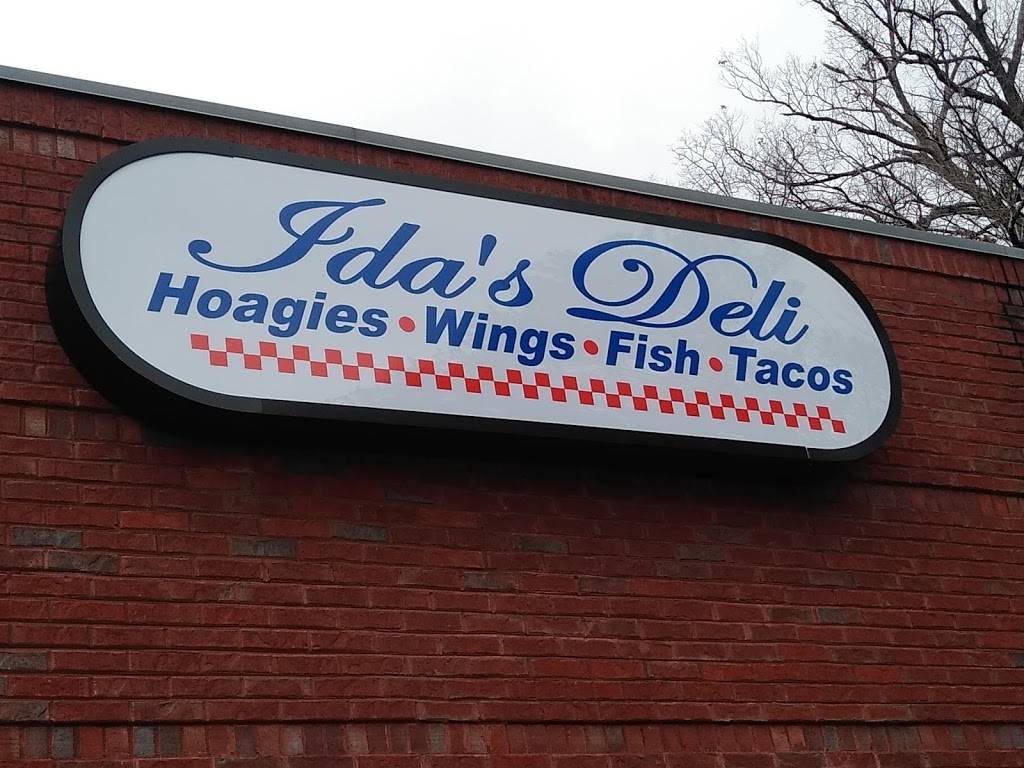 Ida's Deli
Hoagies • Wings • Fish • Tacos